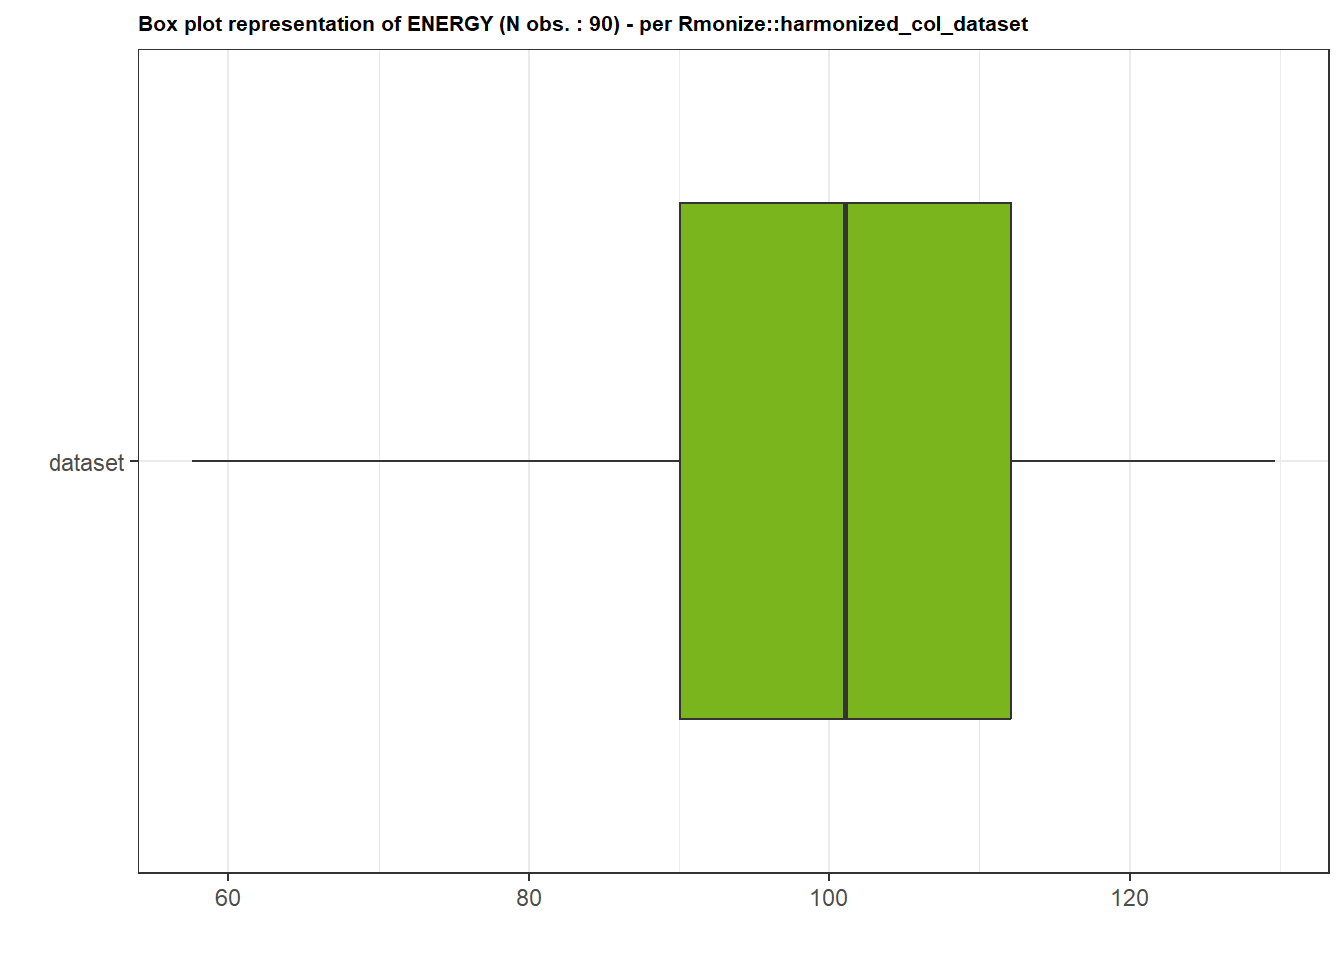 Box plot representation of ENERGY (N obs. : 90) - per Rmonize::harmonized_col_dataset
dataset
60 80 100 120